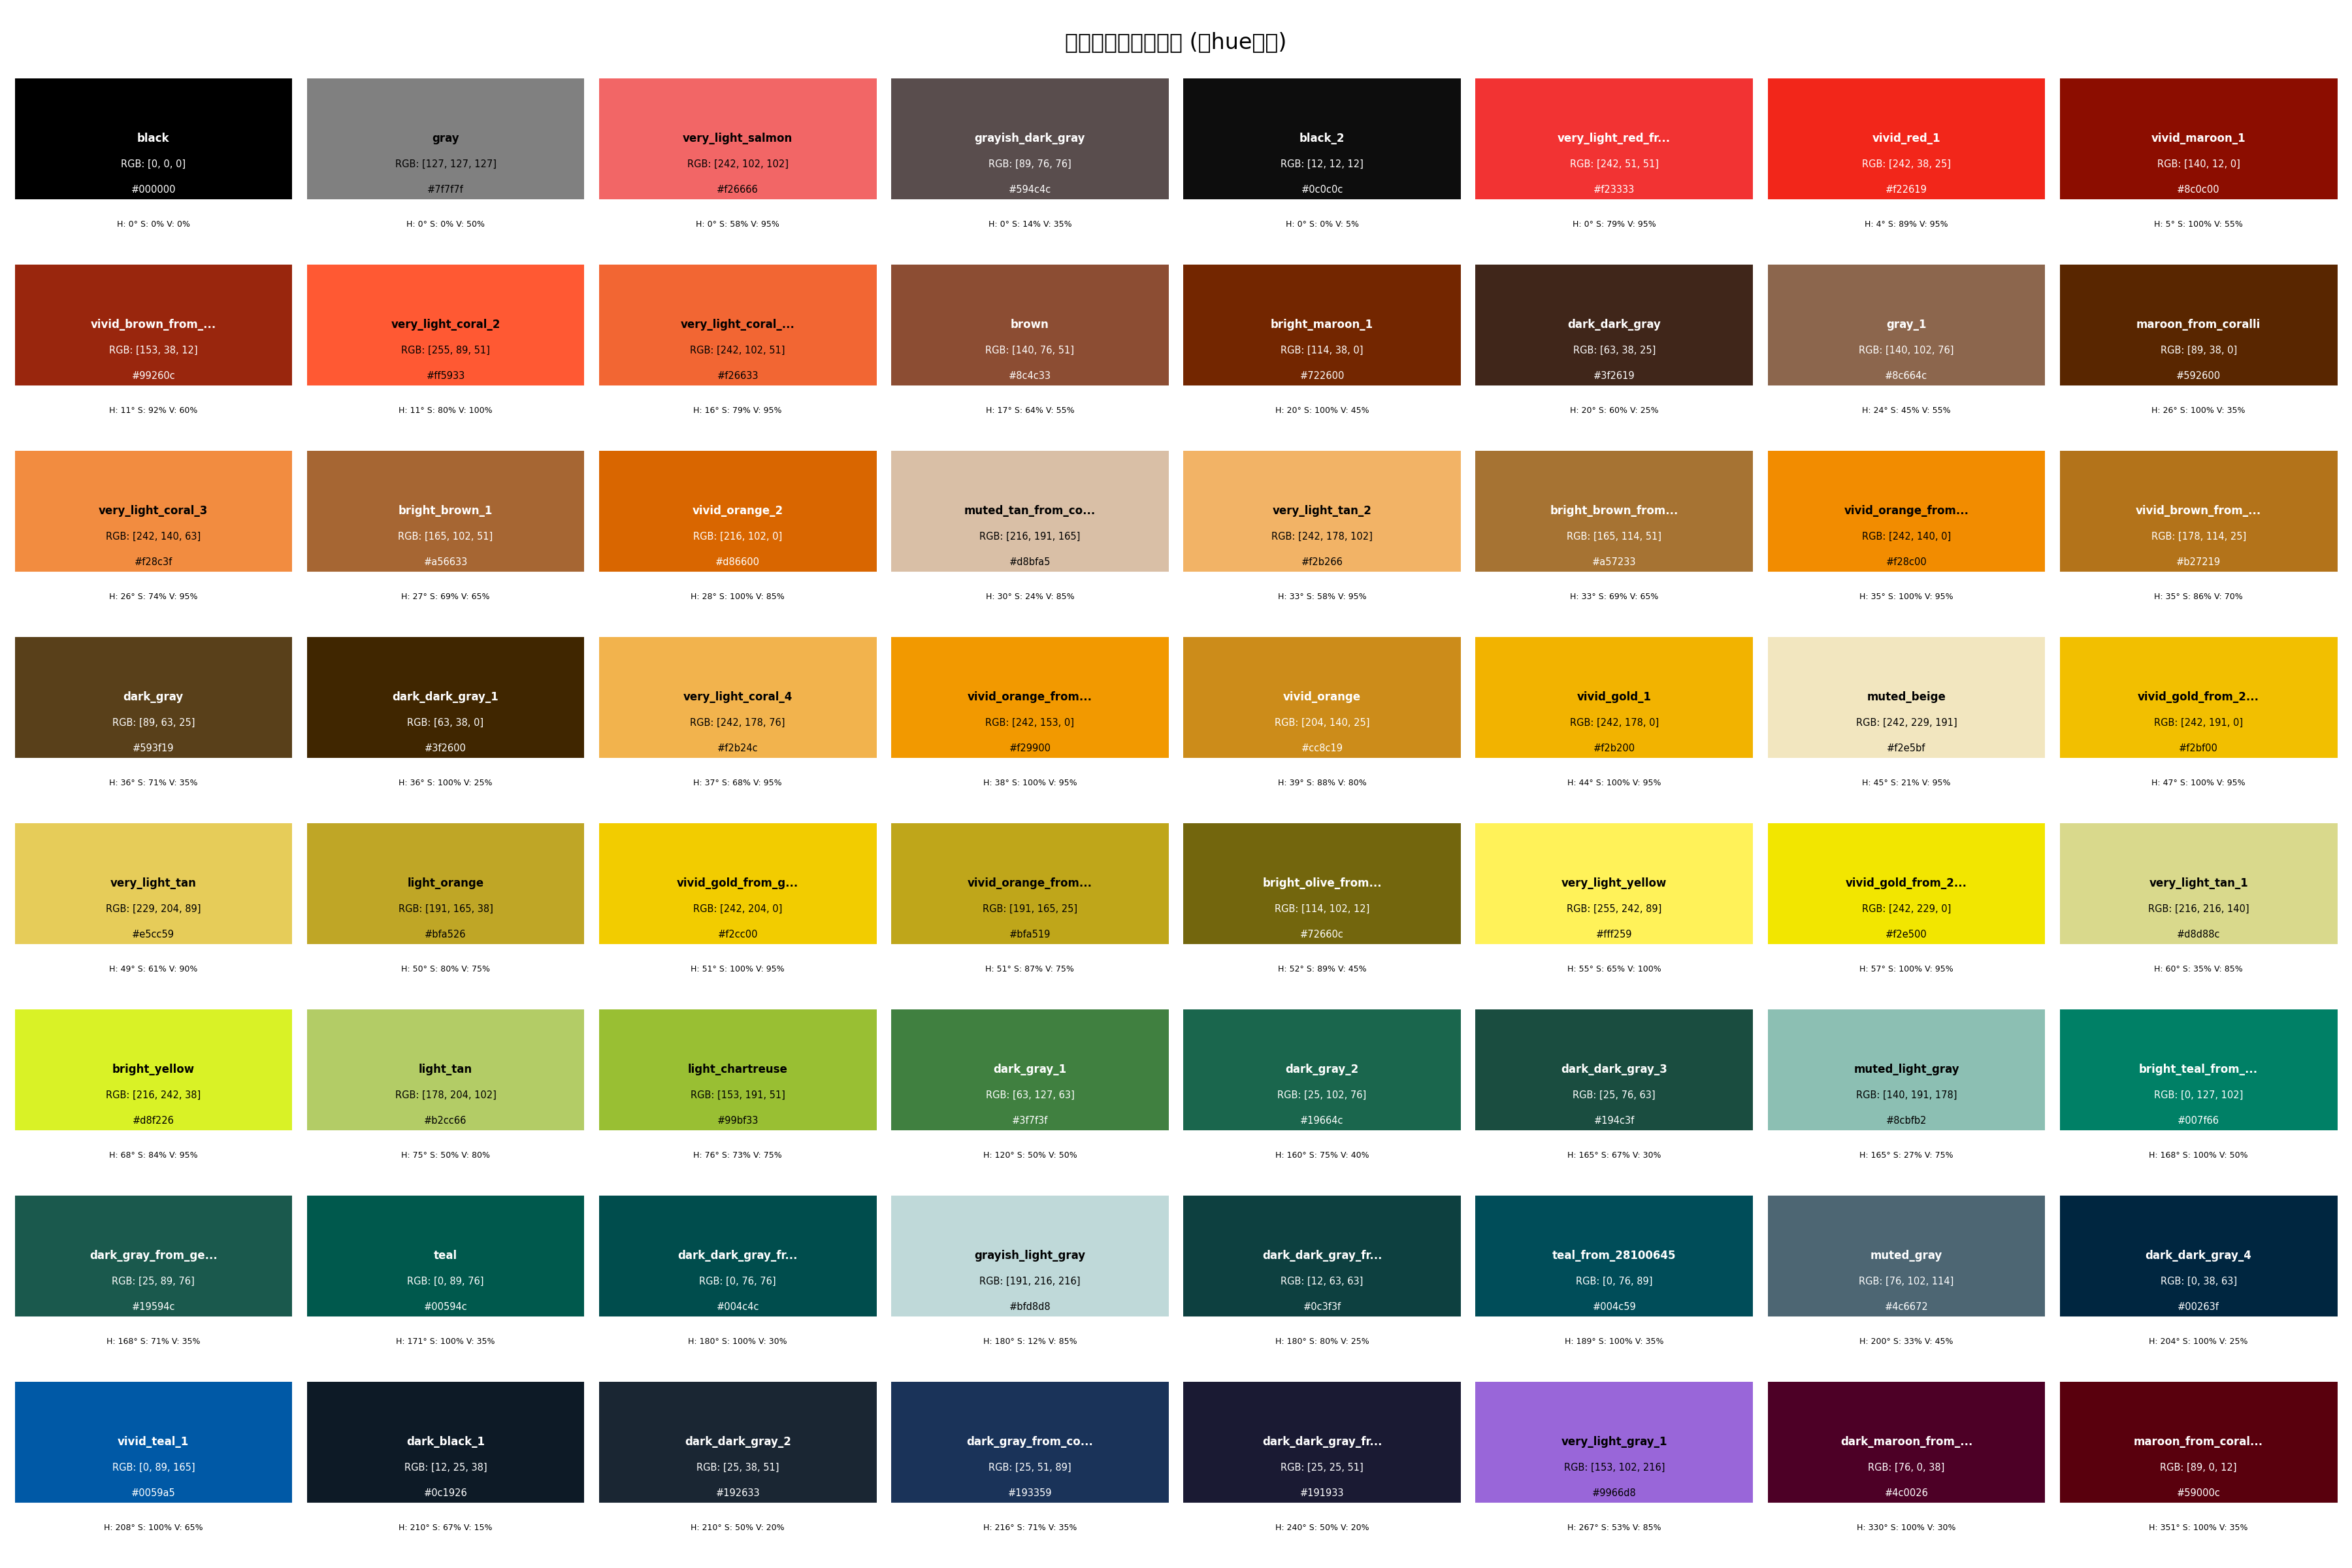 □□□□□□□□□ (□hue□□)
black
RGB: [0, 0, 0]
#000000
H: 0° S: 0% V: 0%
gray
RGB: [127, 127, 127]
#7f7f7f
H: 0° S: 0% V: 50%
very_light_salmon
RGB: [242, 102, 102]
#f26666
H: 0° S: 58% V: 95%
grayish_dark_gray
RGB: [89, 76, 76]
#594c4c
H: 0° S: 14% V: 35%
black_2
RGB: [12, 12, 12]
#0c0c0c
H: 0° S: 0% V: 5%
very_light_red_fr...
RGB: [242, 51, 51]
#f23333
H: 0° S: 79% V: 95%
vivid_red_1
RGB: [242, 38, 25]
#f22619
H: 4° S: 89% V: 95%
vivid_maroon_1
RGB: [140, 12, 0]
#8c0c00
H: 5° S: 100% V: 55%
vivid_brown_from_...
RGB: [153, 38, 12]
#99260c
H: 11° S: 92% V: 60%
very_light_coral_2
RGB: [255, 89, 51]
#ff5933
H: 11° S: 80% V: 100%
very_light_coral_...
RGB: [242, 102, 51]
#f26633
H: 16° S: 79% V: 95%
brown
RGB: [140, 76, 51]
#8c4c33
H: 17° S: 64% V: 55%
bright_maroon_1
RGB: [114, 38, 0]
#722600
H: 20° S: 100% V: 45%
dark_dark_gray
RGB: [63, 38, 25]
#3f2619
H: 20° S: 60% V: 25%
gray_1
RGB: [140, 102, 76]
#8c664c
H: 24° S: 45% V: 55%
maroon_from_coralli
RGB: [89, 38, 0]
#592600
H: 26° S: 100% V: 35%
very_light_coral_3
RGB: [242, 140, 63]
#f28c3f
H: 26° S: 74% V: 95%
bright_brown_1
RGB: [165, 102, 51]
#a56633
H: 27° S: 69% V: 65%
vivid_orange_2
RGB: [216, 102, 0]
#d86600
H: 28° S: 100% V: 85%
muted_tan_from_co...
RGB: [216, 191, 165]
#d8bfa5
H: 30° S: 24% V: 85%
very_light_tan_2
RGB: [242, 178, 102]
#f2b266
H: 33° S: 58% V: 95%
bright_brown_from...
RGB: [165, 114, 51]
#a57233
H: 33° S: 69% V: 65%
vivid_orange_from...
RGB: [242, 140, 0]
#f28c00
H: 35° S: 100% V: 95%
vivid_brown_from_...
RGB: [178, 114, 25]
#b27219
H: 35° S: 86% V: 70%
dark_gray
RGB: [89, 63, 25]
#593f19
H: 36° S: 71% V: 35%
dark_dark_gray_1
RGB: [63, 38, 0]
#3f2600
H: 36° S: 100% V: 25%
very_light_coral_4
RGB: [242, 178, 76]
#f2b24c
H: 37° S: 68% V: 95%
vivid_orange_from...
RGB: [242, 153, 0]
#f29900
H: 38° S: 100% V: 95%
vivid_orange
RGB: [204, 140, 25]
#cc8c19
H: 39° S: 88% V: 80%
vivid_gold_1
RGB: [242, 178, 0]
#f2b200
H: 44° S: 100% V: 95%
muted_beige
RGB: [242, 229, 191]
#f2e5bf
H: 45° S: 21% V: 95%
vivid_gold_from_2...
RGB: [242, 191, 0]
#f2bf00
H: 47° S: 100% V: 95%
very_light_tan
RGB: [229, 204, 89]
#e5cc59
H: 49° S: 61% V: 90%
light_orange
RGB: [191, 165, 38]
#bfa526
H: 50° S: 80% V: 75%
vivid_gold_from_g...
RGB: [242, 204, 0]
#f2cc00
H: 51° S: 100% V: 95%
vivid_orange_from...
RGB: [191, 165, 25]
#bfa519
H: 51° S: 87% V: 75%
bright_olive_from...
RGB: [114, 102, 12]
#72660c
H: 52° S: 89% V: 45%
very_light_yellow
RGB: [255, 242, 89]
#fff259
H: 55° S: 65% V: 100%
vivid_gold_from_2...
RGB: [242, 229, 0]
#f2e500
H: 57° S: 100% V: 95%
very_light_tan_1
RGB: [216, 216, 140]
#d8d88c
H: 60° S: 35% V: 85%
bright_yellow
RGB: [216, 242, 38]
#d8f226
H: 68° S: 84% V: 95%
light_tan
RGB: [178, 204, 102]
#b2cc66
H: 75° S: 50% V: 80%
light_chartreuse
RGB: [153, 191, 51]
#99bf33
H: 76° S: 73% V: 75%
dark_gray_1
RGB: [63, 127, 63]
#3f7f3f
H: 120° S: 50% V: 50%
dark_gray_2
RGB: [25, 102, 76]
#19664c
H: 160° S: 75% V: 40%
dark_dark_gray_3
RGB: [25, 76, 63]
#194c3f
H: 165° S: 67% V: 30%
muted_light_gray
RGB: [140, 191, 178]
#8cbfb2
H: 165° S: 27% V: 75%
bright_teal_from_...
RGB: [0, 127, 102]
#007f66
H: 168° S: 100% V: 50%
dark_gray_from_ge...
RGB: [25, 89, 76]
#19594c
H: 168° S: 71% V: 35%
teal
RGB: [0, 89, 76]
#00594c
H: 171° S: 100% V: 35%
dark_dark_gray_fr...
RGB: [0, 76, 76]
#004c4c
H: 180° S: 100% V: 30%
grayish_light_gray
RGB: [191, 216, 216]
#bfd8d8
H: 180° S: 12% V: 85%
dark_dark_gray_fr...
RGB: [12, 63, 63]
#0c3f3f
H: 180° S: 80% V: 25%
teal_from_28100645
RGB: [0, 76, 89]
#004c59
H: 189° S: 100% V: 35%
muted_gray
RGB: [76, 102, 114]
#4c6672
H: 200° S: 33% V: 45%
dark_dark_gray_4
RGB: [0, 38, 63]
#00263f
H: 204° S: 100% V: 25%
vivid_teal_1
RGB: [0, 89, 165]
#0059a5
H: 208° S: 100% V: 65%
dark_black_1
RGB: [12, 25, 38]
#0c1926
H: 210° S: 67% V: 15%
dark_dark_gray_2
RGB: [25, 38, 51]
#192633
H: 210° S: 50% V: 20%
dark_gray_from_co...
RGB: [25, 51, 89]
#193359
H: 216° S: 71% V: 35%
dark_dark_gray_fr...
RGB: [25, 25, 51]
#191933
H: 240° S: 50% V: 20%
very_light_gray_1
RGB: [153, 102, 216]
#9966d8
H: 267° S: 53% V: 85%
dark_maroon_from_...
RGB: [76, 0, 38]
#4c0026
H: 330° S: 100% V: 30%
maroon_from_coral...
RGB: [89, 0, 12]
#59000c
H: 351° S: 100% V: 35%